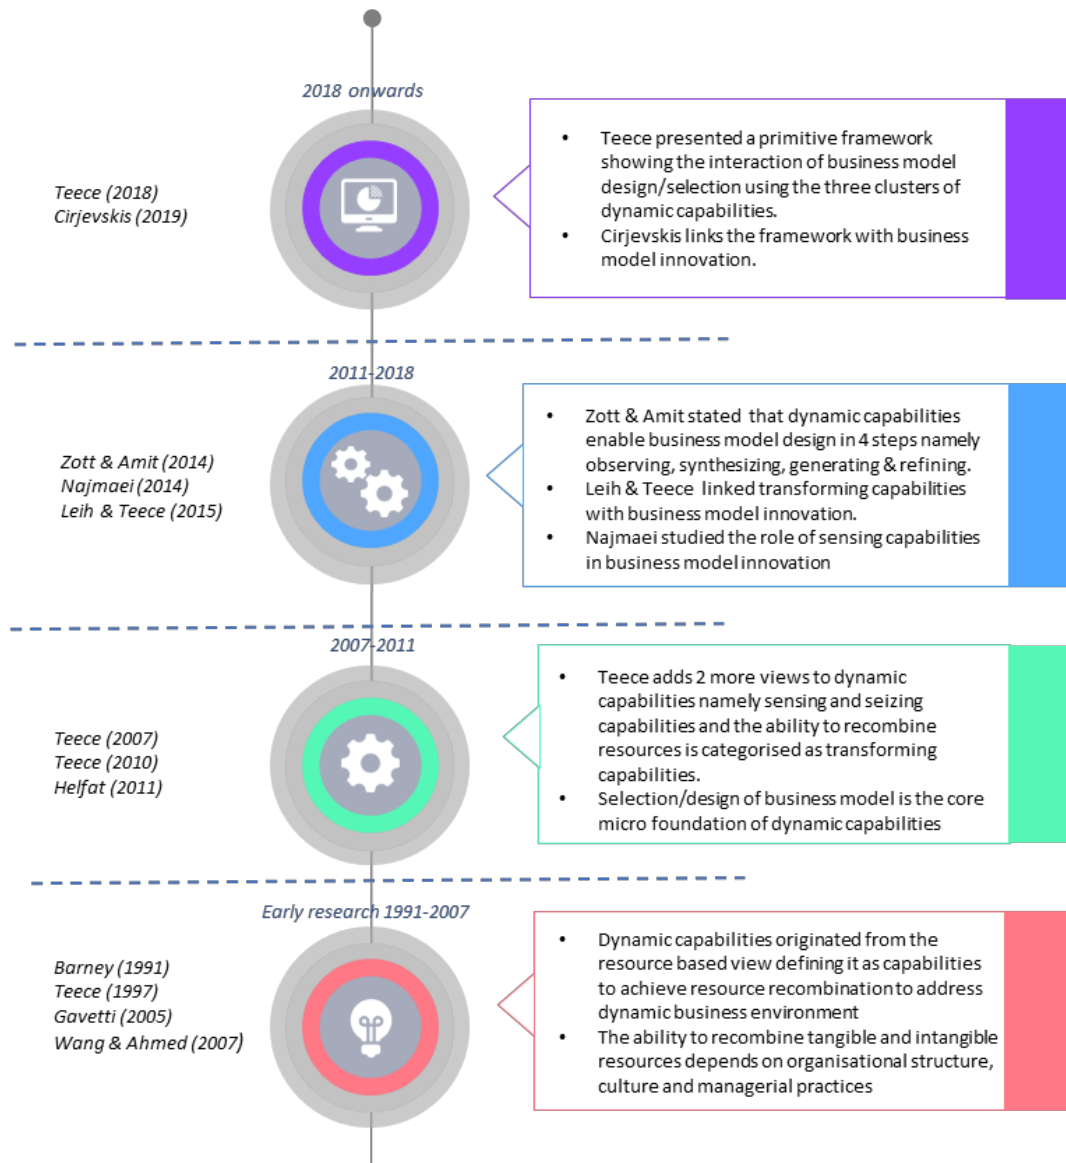 2018 onwards
Teece (2018)
Cirjevskis (2019)
• Teece presented a primitive framework
showing the interaction of business model
design/selection using the three clusters of
dynamic capabilities.
• Cirjevskis links the framework with business
model innovation.
2011-2018
Zott & Amit (2014)
Najmaei (2014)
Leih & Teece (2015)
• Zott & Amit stated that dynamic capabilities
enable business model design in 4 steps namely
observing, synthesizing, generating & refining.
• Leih & Teece linked transforming capabilities
with business model innovation.
• Najmaei studied the role of sensing capabilities
in business model innovation
2007-2011
Teece (2007)
Teece (2010)
Helfat (2011)
• Teece adds 2 more views to dynamic
capabilities namely sensing and seizing
capabilities and the ability to recombine
resources is categorised as transforming
capabilities.
• Selection/design of business model is the core
micro foundation of dynamic capabilities
Early research 1991-2007
Barney (1991)
Teece (1997)
Gavetti (2005)
Wang & Ahmed (2007)
• Dynamic capabilities originated from the
resource based view defining it as capabilities
to achieve resource recombination to address
dynamic business environment
• The ability to recombine tangible and intangible
resources depends on organisational structure,
culture and managerial practices